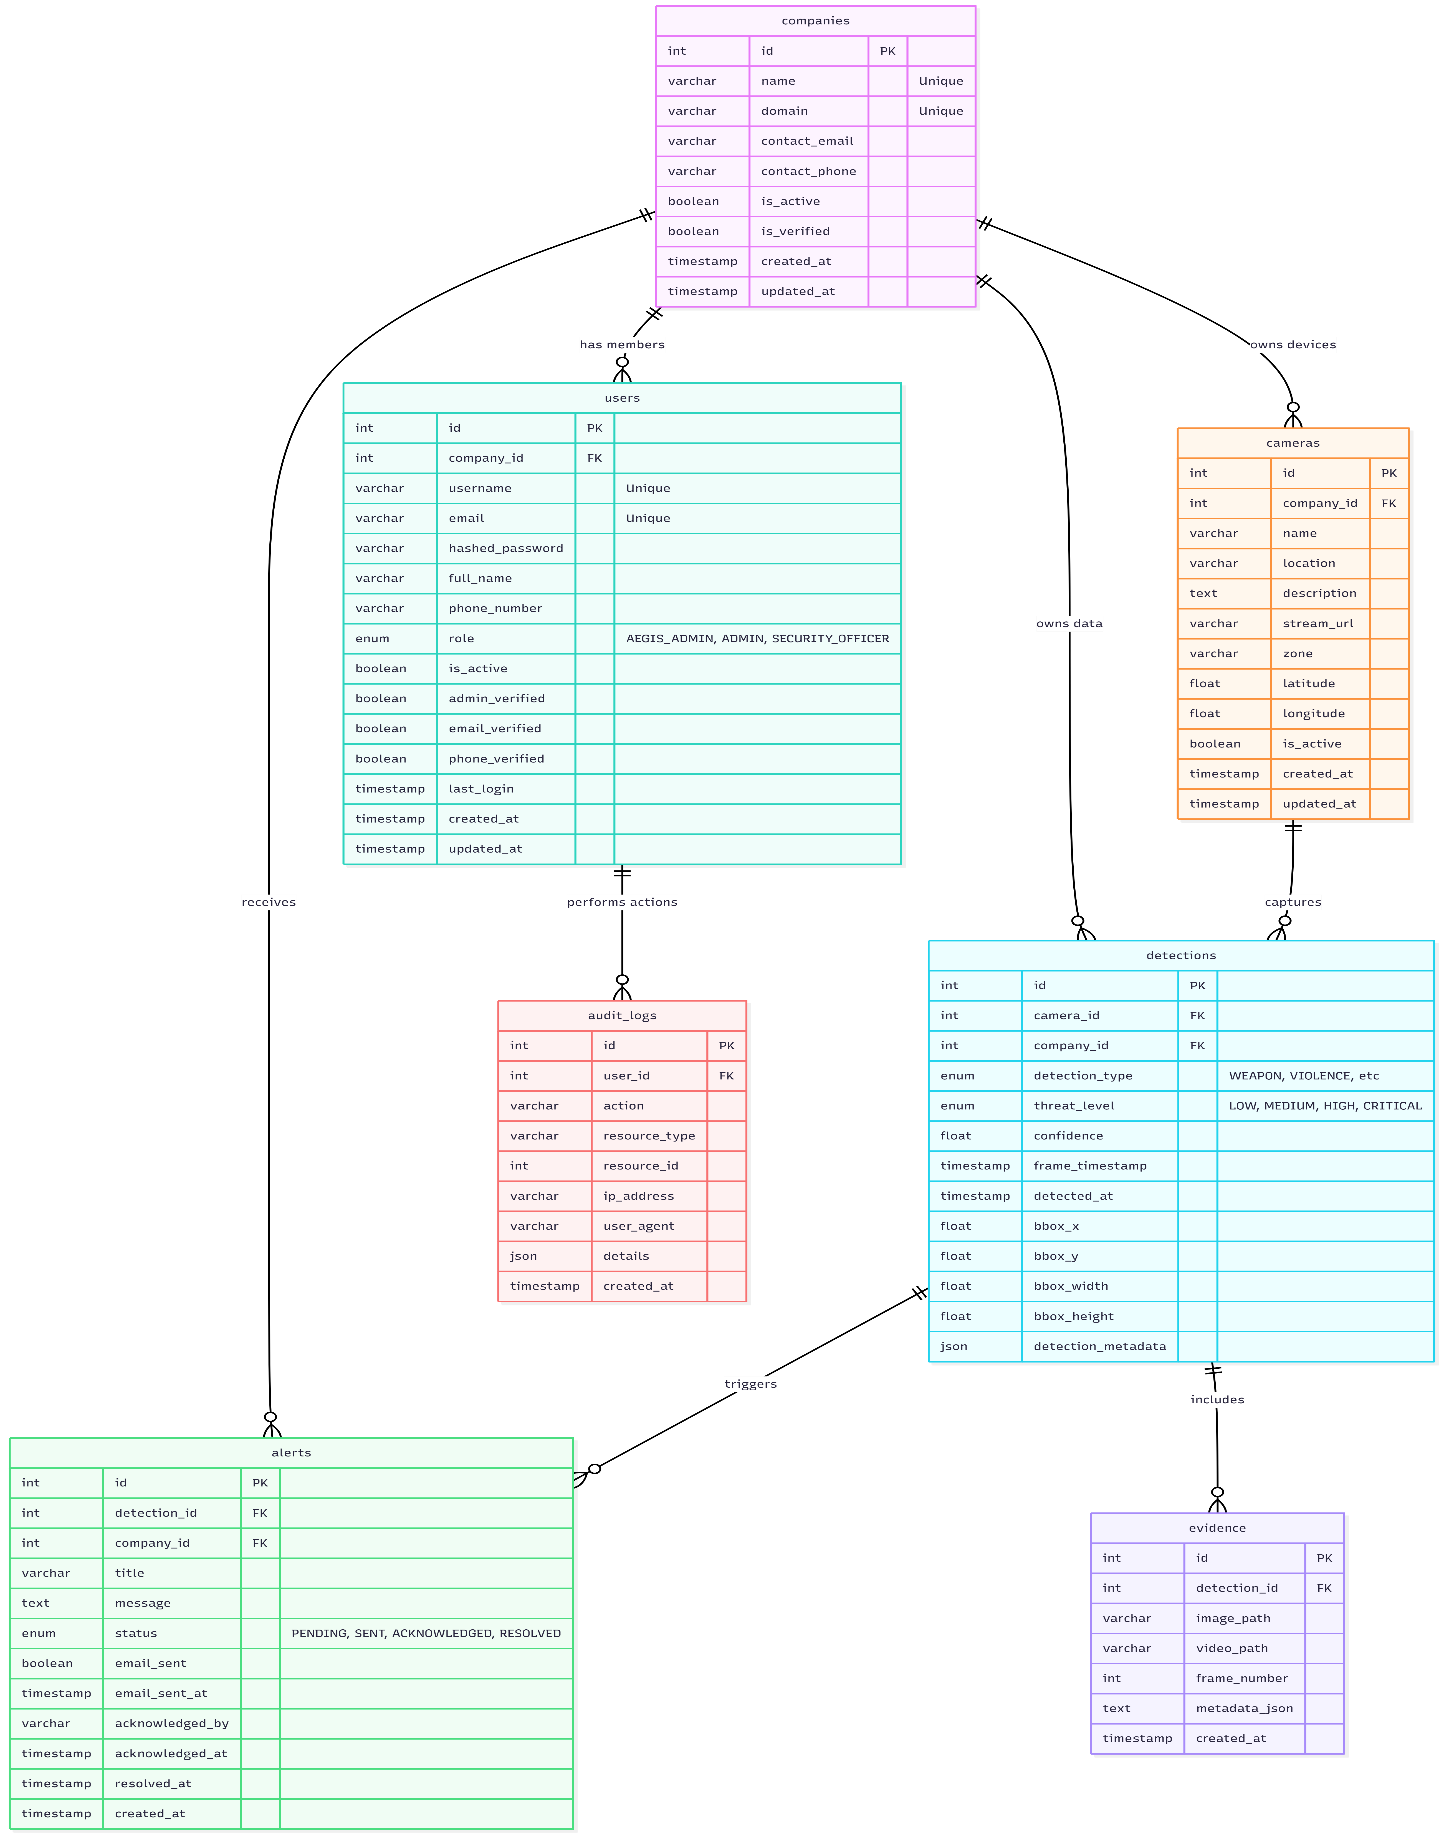 companies
int id PK
varchar name Unique
varchar domain Unique
varchar contact_email
varchar contact_phone
boolean is_active
boolean is_verified
timestamp created_at
timestamp updated_at
has members
owns devices
users
int id PK
int company_id FK
varchar username Unique
varchar email Unique
varchar hashed_password
varchar full_name
varchar phone_number
enum role AEGIS_ADMIN, ADMIN, SECURITY_OFFICER
boolean is_active
boolean admin_verified
boolean email_verified
boolean phone_verified
timestamp last_login
timestamp created_at
timestamp updated_at
owns data
cameras
int id PK
int company_id FK
varchar name
varchar location
text description
varchar stream_url
varchar zone
float latitude
float longitude
boolean is_active
timestamp created_at
timestamp updated_at
receives
performs actions
captures
audit_logs
int id PK
int user_id FK
varchar action
varchar resource_type
int resource_id
varchar ip_address
varchar user_agent
json details
timestamp created_at
detections
int id PK
int camera_id FK
int company_id FK
enum detection_type WEAPON, VIOLENCE, etc
enum threat_level LOW, MEDIUM, HIGH, CRITICAL
float confidence
timestamp frame_timestamp
timestamp detected_at
float bbox_x
float bbox_y
float bbox_width
float bbox_height
json detection_metadata
triggers
includes
alerts
int id PK
int detection_id FK
int company_id FK
varchar title
text message
enum status PENDING, SENT, ACKNOWLEDGED, RESOLVED
boolean email_sent
timestamp email_sent_at
varchar acknowledged_by
timestamp acknowledged_at
timestamp resolved_at
timestamp created_at
evidence
int id PK
int detection_id FK
varchar image_path
varchar video_path
int frame_number
text metadata_json
timestamp created_at